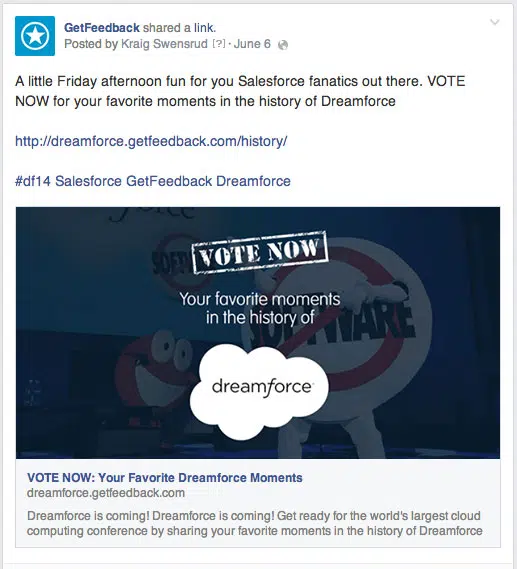 GetFeedback shared a link.
Posted by Kraig Swensrud [?] · June 6
A little Friday afternoon fun for you Salesforce fanatics out there. VOTE
NOW for your favorite moments in the history of Dreamforce
http://dreamforce.getfeedback.com/history/
#df14 Salesforce GetFeedback Dreamforce
VOTE NOW
SOFTWARE
Your favorite moments
in the history of
dreamforce
VOTE NOW: Your Favorite Dreamforce Moments
dreamforce.getfeedback.com
Dreamforce is coming! Dreamforce is coming! Get ready for the world's largest cloud
computing conference by sharing your favorite moments in the history of Dreamforce